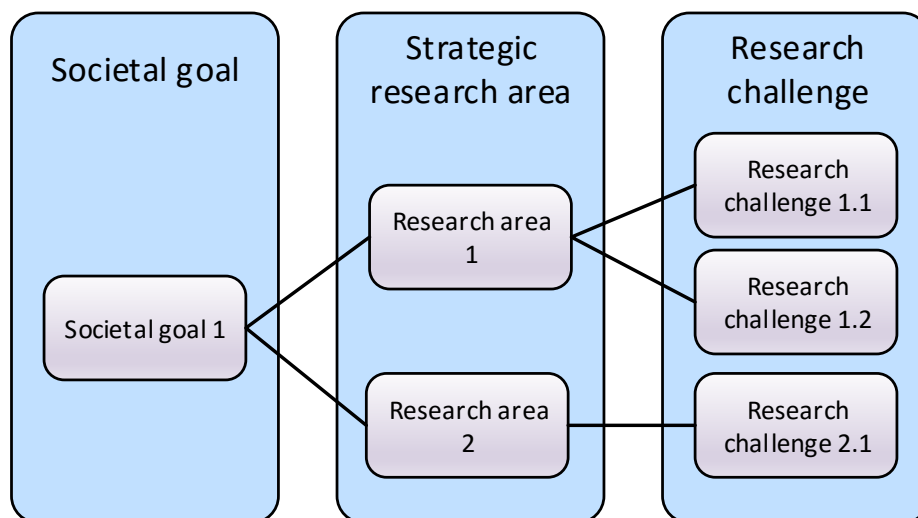 Societal goal
Strategic
research area
Research
challenge
Societal goal 1
Research area
1
Research area
2
Research
challenge 1.1
Research
challenge 1.2
Research
challenge 2.1